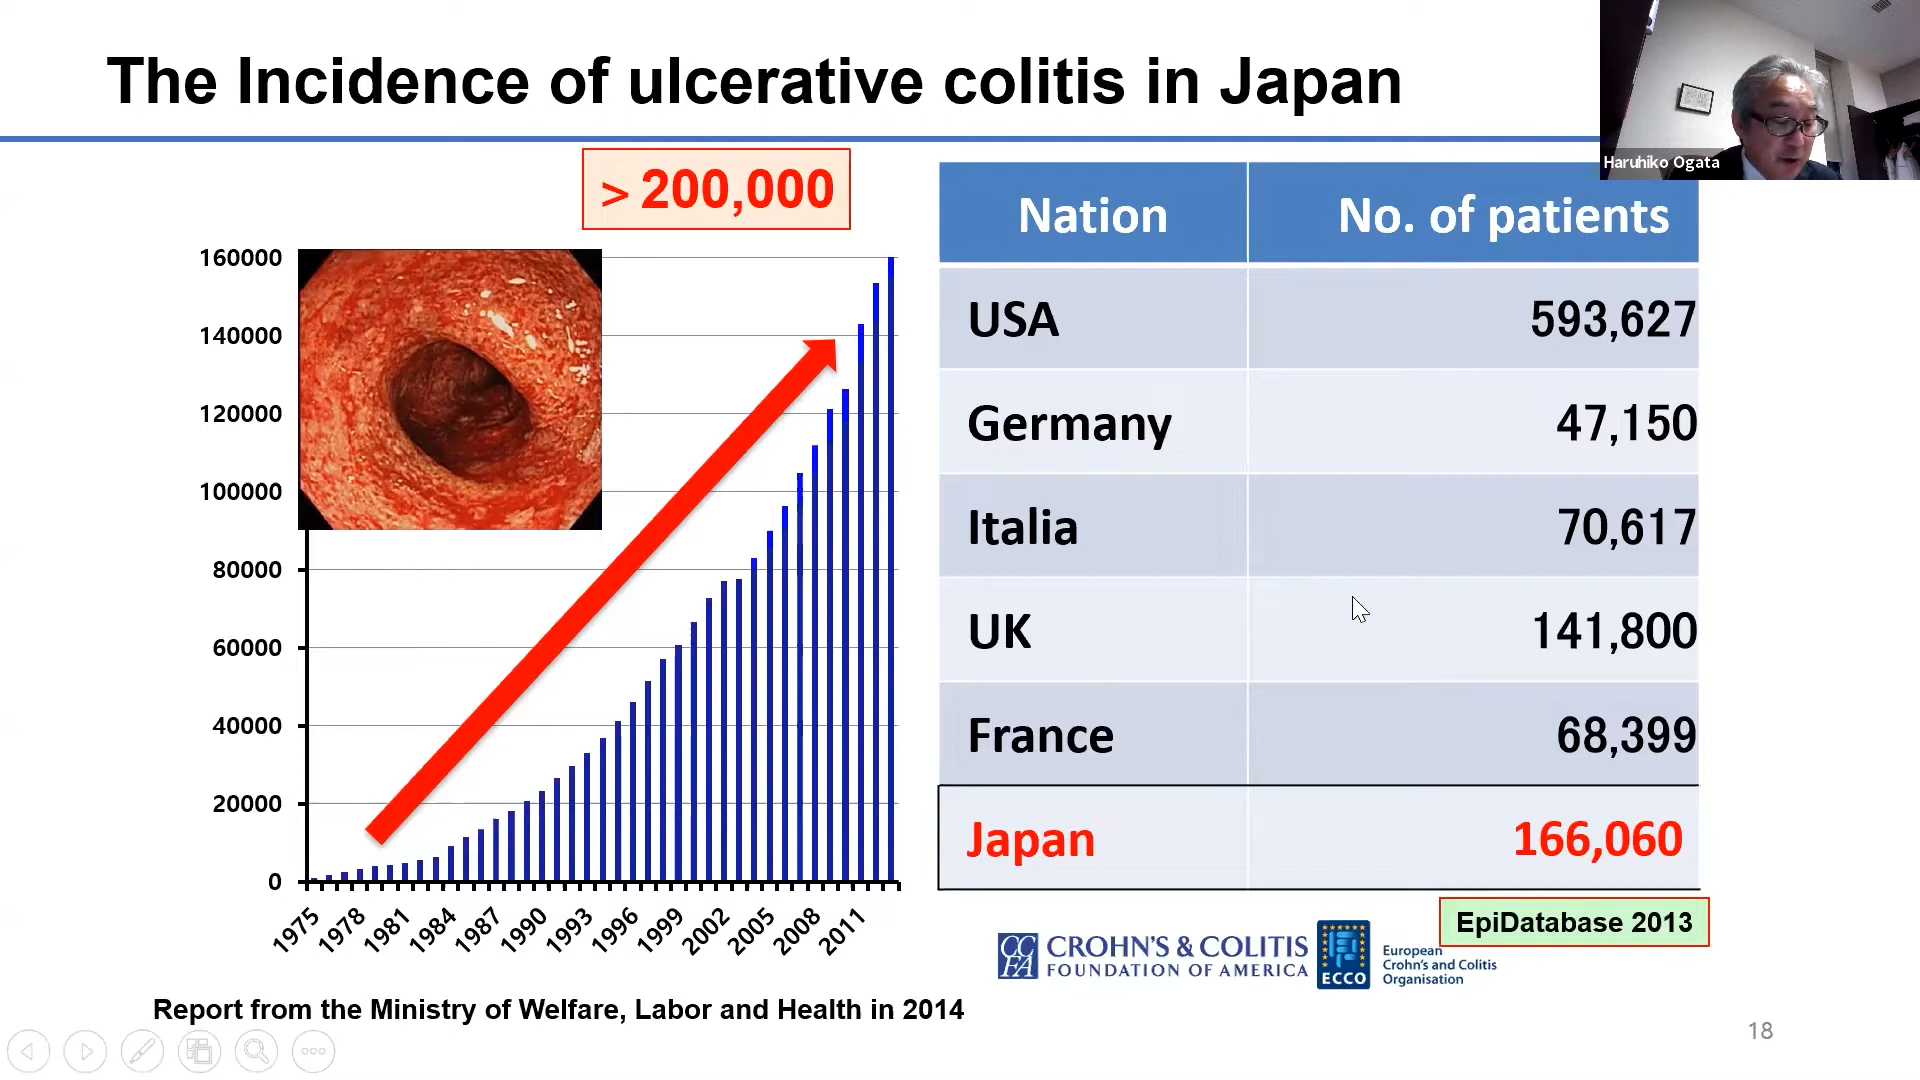 The Incidence of ulcerative colitis in Japan
Haruhiko Ogata
＞200,000
160000
140000
120000
100000
80000
60000
40000
20000
0
1975
1978
1981
1984
1987
1990
1993
1996
1999
2002
2005
2008
2011
Nation No. of patients
USA 593,627
Germany 47,150
Italia 70,617
UK 141,800
France 68,399
Japan 166,060
EpiDatabase 2013
CCFA
CROHN'S & COLITIS
FOUNDATION OF AMERICA
ECCO
European
Crohn's and Colitis
Organisation
Report from the Ministry of Welfare, Labor and Health in 2014
18